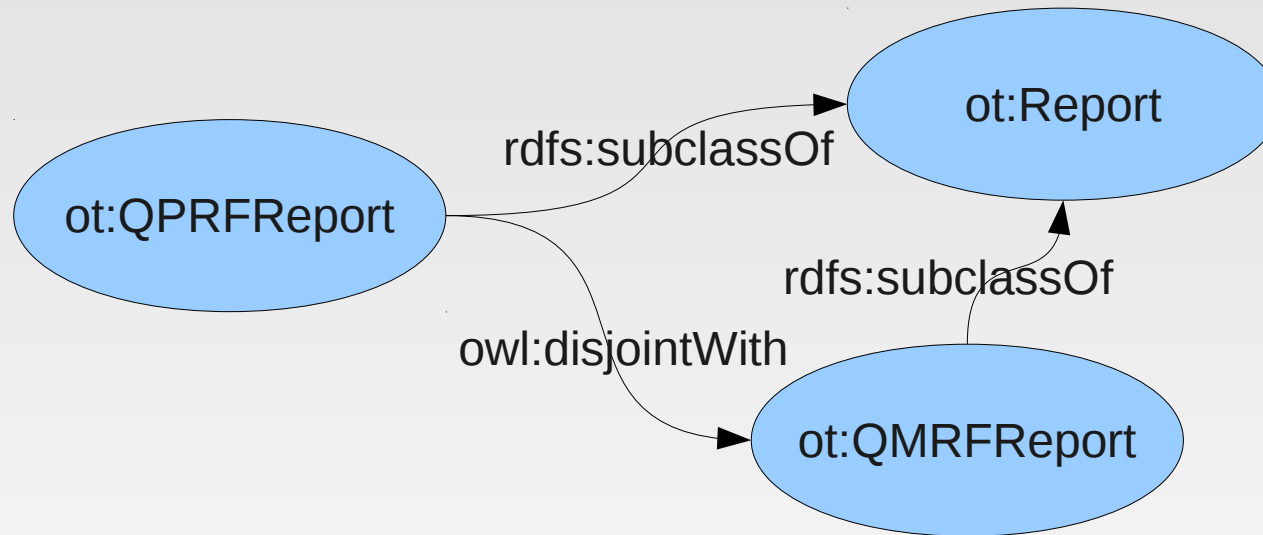 ot:Report
rdfs:subclassOf
ot:QPRFReport
rdfs:subclassOf
owl:disjointWith
ot:QMRFReport